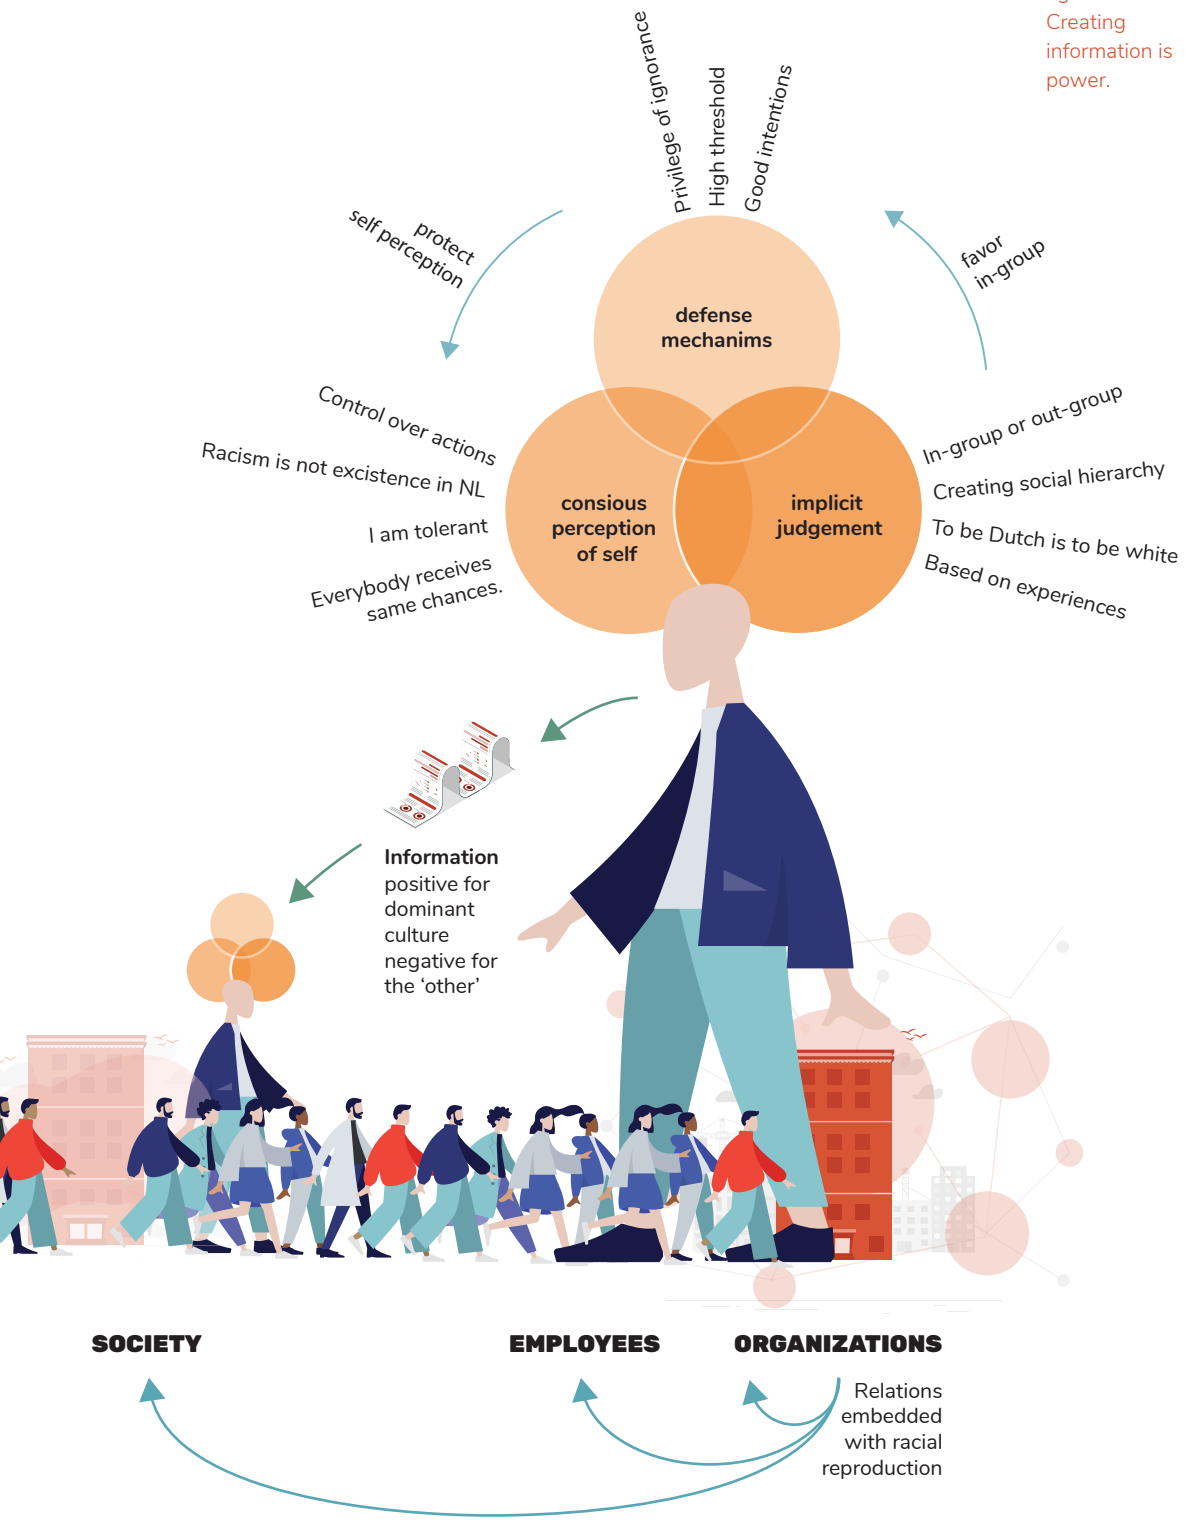 Creating
information is
power.
Privilege of ignorance
High threshold
Good intentions
protect
self perception
favor
in-group
defense
mechanims
Control over actions
Racism is not excistence in NL
I am tolerant
Everybody receives
same chances.
consious
perception
of self
implicit
judgement
In-group or out-group
Creating social hierarchy
To be Dutch is to be white
Based on experiences
Information
positive for
dominant
culture
negative for
the ‘other’
SOCIETY
EMPLOYEES
ORGANIZATIONS
Relations
embedded
with racial
reproduction